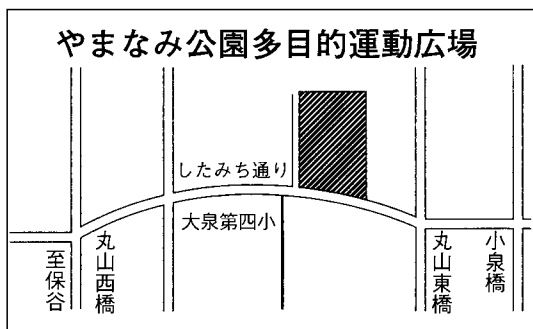 やまなみ公園多目的運動広場
したみち通り
大泉第四小
至保谷
丸山西橋
丸山東橋
小泉橋